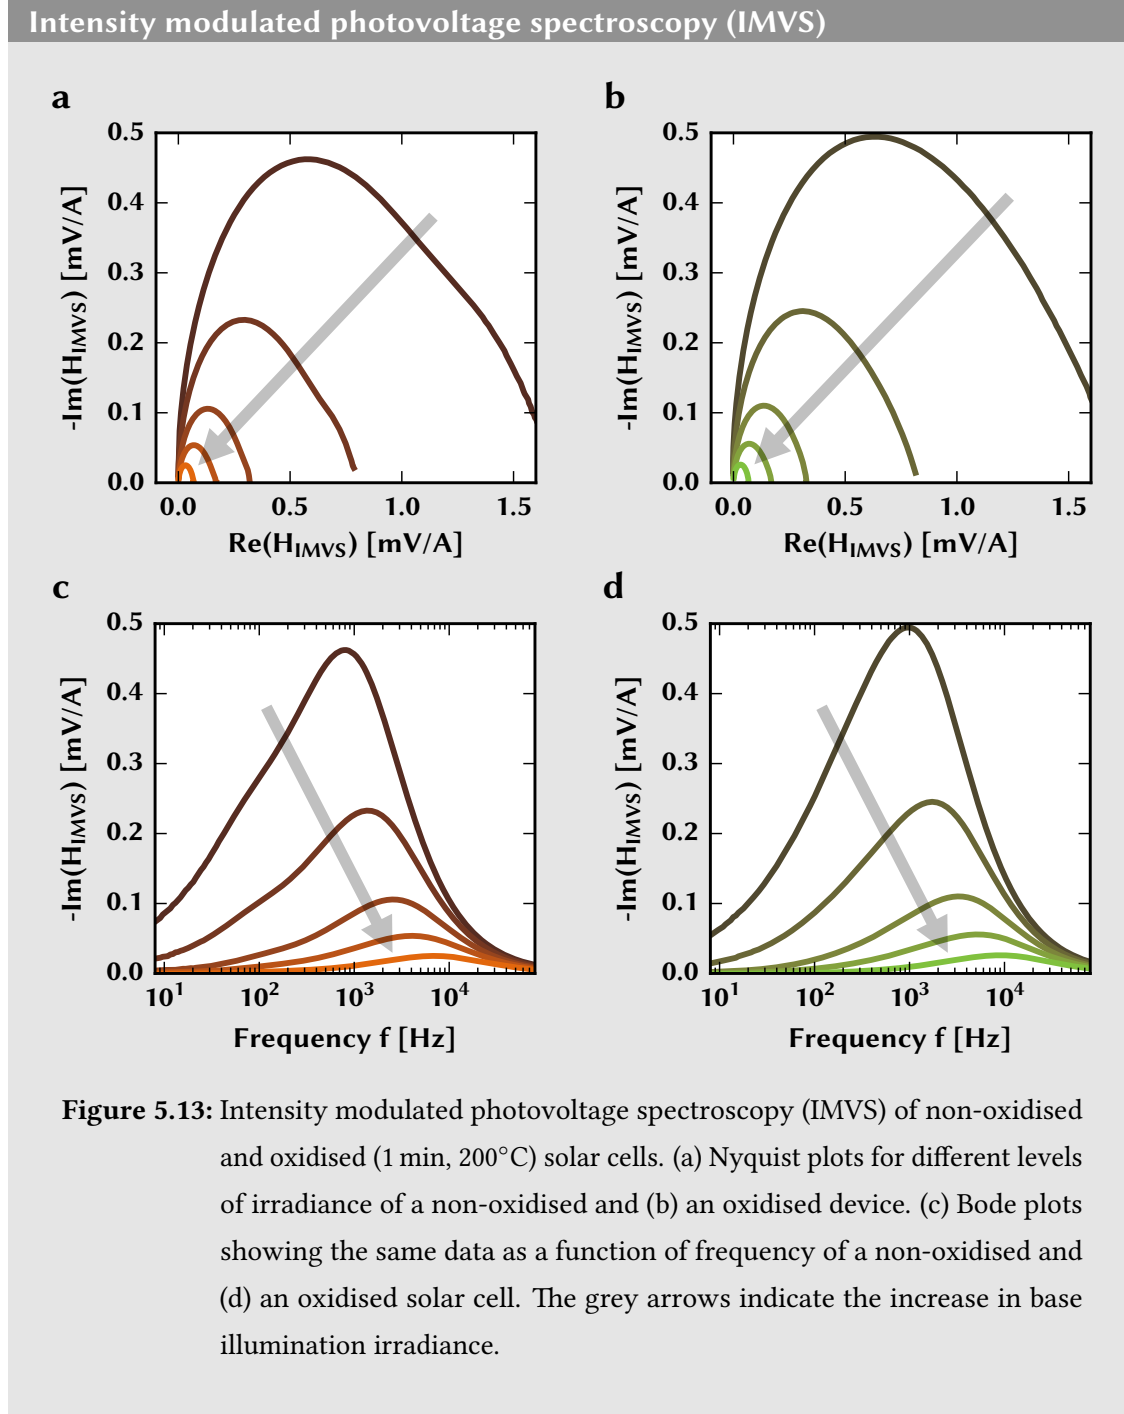 Intensity modulated photovoltage spectroscopy (IMVS)
a
b
0.5
0.4
0.3
0.2
0.1
0.0
-Im(H_IMVS) [mV/A]
0.0 0.5 1.0 1.5
Re(H_IMVS) [mV/A]
0.5
0.4
0.3
0.2
0.1
0.0
-Im(H_IMVS) [mV/A]
0.0 0.5 1.0 1.5
Re(H_IMVS) [mV/A]
c
d
0.5
0.4
0.3
0.2
0.1
0.0
-Im(H_IMVS) [mV/A]
10¹ 10² 10³ 10⁴
Frequency f [Hz]
0.5
0.4
0.3
0.2
0.1
0.0
-Im(H_IMVS) [mV/A]
10¹ 10² 10³ 10⁴
Frequency f [Hz]
Figure 5.13: Intensity modulated photovoltage spectroscopy (IMVS) of non-oxidised
and oxidised (1 min, 200°C) solar cells. (a) Nyquist plots for different levels
of irradiance of a non-oxidised and (b) an oxidised device. (c) Bode plots
showing the same data as a function of frequency of a non-oxidised and
(d) an oxidised solar cell. The grey arrows indicate the increase in base
illumination irradiance.